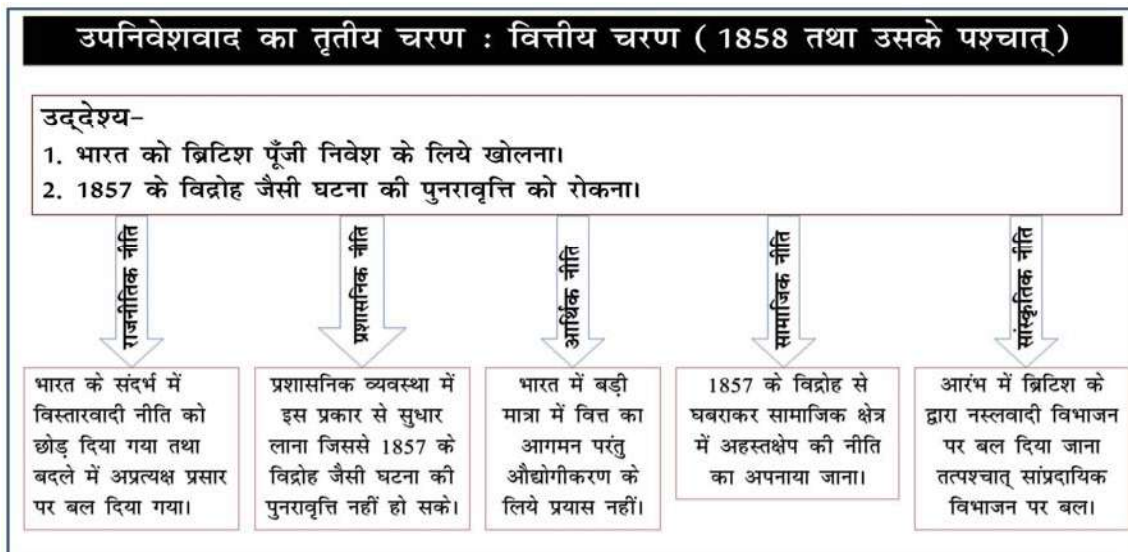 उपनिवेशवाद का तृतीय चरण : वित्तीय चरण ( 1858 तथा उसके पश्चात् )
उद्देश्य-
1. भारत को ब्रिटिश पूँजी निवेश के लिये खोलना।
2. 1857 के विद्रोह जैसी घटना की पुनरावृत्ति को रोकना।
राजनीतिक नीति
भारत के संदर्भ में
विस्तारवादी नीति को
छोड़ दिया गया तथा
बदले में अप्रत्यक्ष प्रसार
पर बल दिया गया।
प्रशासनिक नीति
प्रशासनिक व्यवस्था में
इस प्रकार से सुधार
लाना जिससे 1857 के
विद्रोह जैसी घटना की
पुनरावृत्ति नहीं हो सके।
आर्थिक नीति
भारत में बड़ी
मात्रा में वित्त का
आगमन परंतु
औद्योगीकरण के
लिये प्रयास नहीं।
सामाजिक नीति
1857 के विद्रोह से
घबराकर सामाजिक क्षेत्र
में अहस्तक्षेप की नीति
का अपनाया जाना।
सांस्कृतिक नीति
आरंभ में ब्रिटिश के
द्वारा नस्लवादी विभाजन
पर बल दिया जाना
तत्पश्चात् सांप्रदायिक
विभाजन पर बल।